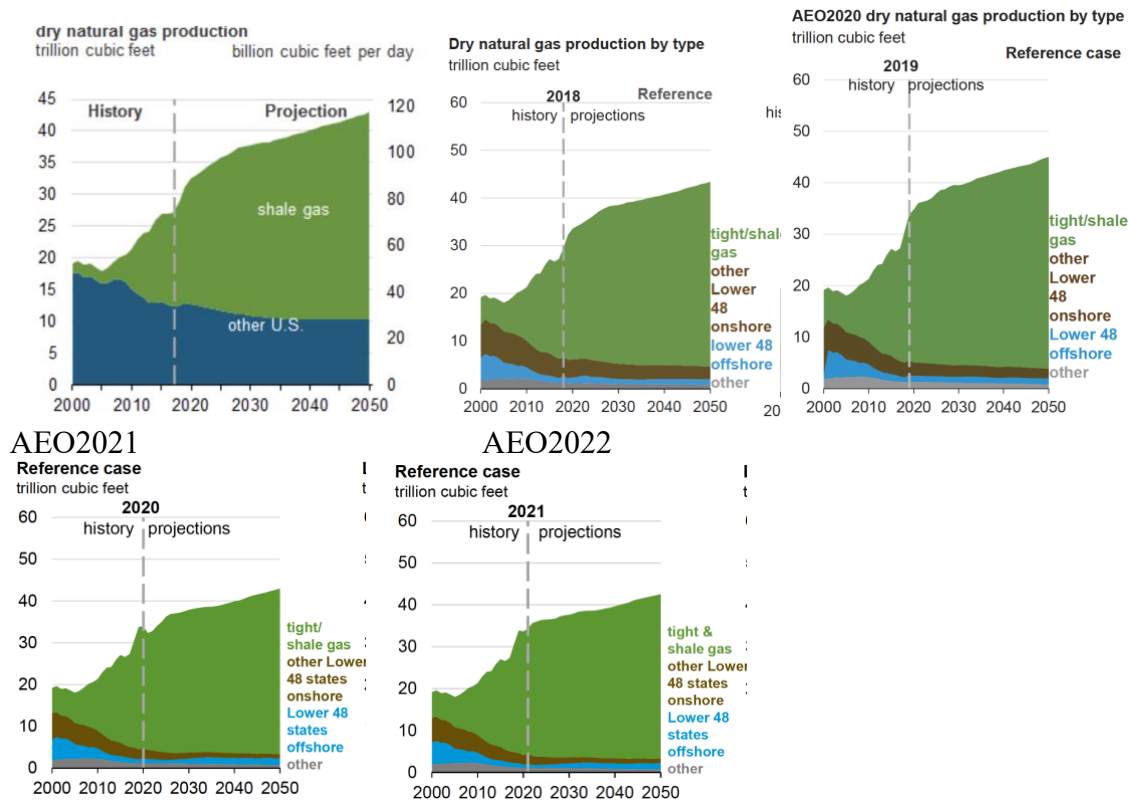 dry natural gas production
trillion cubic feet
billion cubic feet per day
45
40
35
30
25
20
15
10
5
0
History
Projection
shale gas
other U.S.
120
100
80
60
40
20
0
2000
2010
2020
2030
2040
2050
Dry natural gas production by type
trillion cubic feet
2018
Reference
history
projections
60
50
40
30
20
10
0
tight/shale
gas
other
Lower
48
onshore
lower 48
offshore
other
2000
2010
2020
2030
2040
2050
his
20
AEO2020 dry natural gas production by type
trillion cubic feet
Reference case
2019
history
projections
60
50
40
30
20
10
0
tight/shale
gas
other
Lower
48
onshore
Lower 48
offshore
other
2000
2010
2020
2030
2040
2050
AEO2021
Reference case
trillion cubic feet
2020
history
projections
60
50
40
30
20
10
0
tight/
shale gas
other Lower
48 states
onshore
Lower 48
states
offshore
other
2000
2010
2020
2030
2040
2050
AEO2022
Reference case
trillion cubic feet
2021
history
projections
60
50
40
30
20
10
0
tight &
shale gas
other Lower
48 states
onshore
Lower 48
states
offshore
other
2000
2010
2020
2030
2040
2050